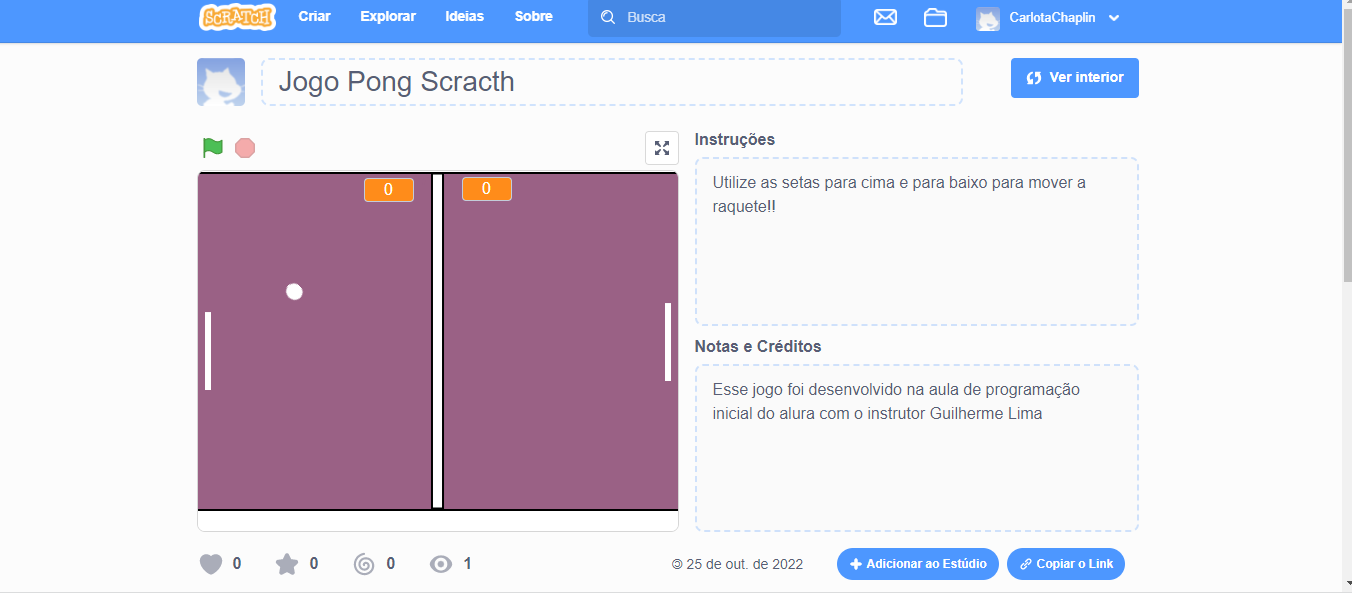 SCRATCH Criar Explorar Ideias Sobre Busca CarlotaChaplin
Jogo Pong Scracth
Ver interior
Instruções
0 0
Utilize as setas para cima e para baixo para mover a
raquete!!
Notas e Créditos
Esse jogo foi desenvolvido na aula de programação
inicial do alura com o instrutor Guilherme Lima
0 0 0 1
© 25 de out. de 2022
Adicionar ao Estúdio
Copiar o Link